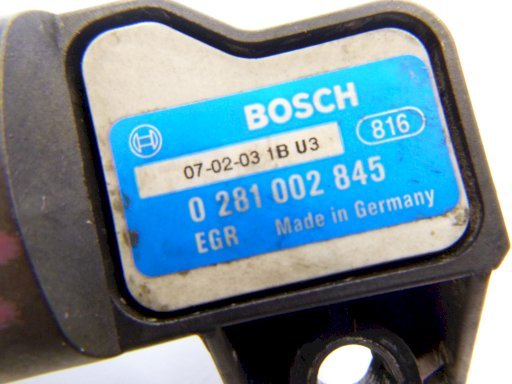 BOSCH
07-02-03 1B U3 816
0 281 002 845
EGR Made in Germany